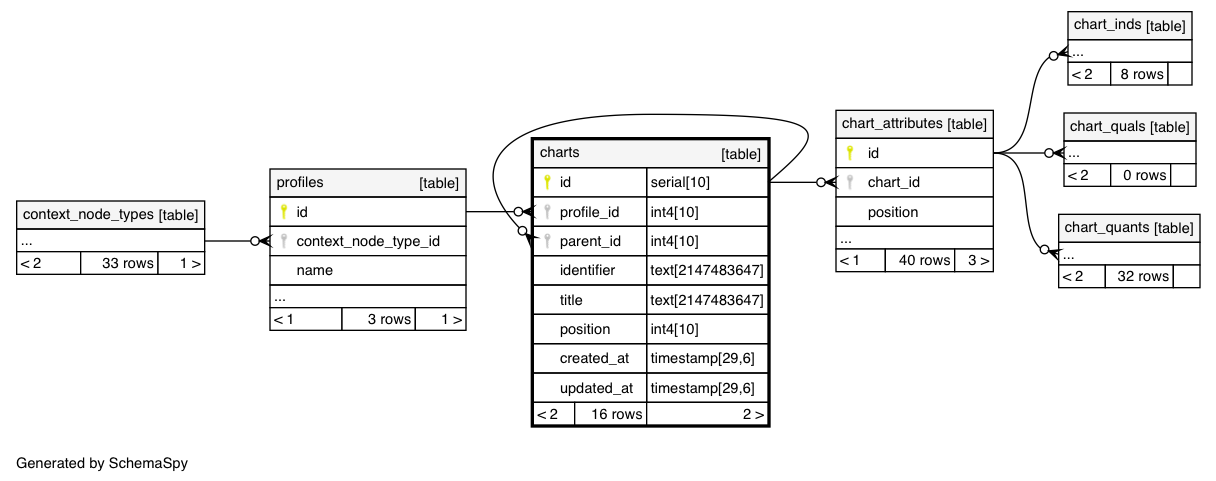 context_node_types [table]
...
< 2 33 rows 1 >
profiles [table]
id
context_node_type_id
name
...
< 1 3 rows 1 >
charts [table]
id serial[10]
profile_id int4[10]
parent_id int4[10]
identifier text[2147483647]
title text[2147483647]
position int4[10]
created_at timestamp[29,6]
updated_at timestamp[29,6]
< 2 16 rows 2 >
chart_attributes [table]
id
chart_id
position
...
< 1 40 rows 3 >
chart_inds [table]
...
< 2 8 rows
chart_quals [table]
...
< 2 0 rows
chart_quants [table]
...
< 2 32 rows
Generated by SchemaSpy